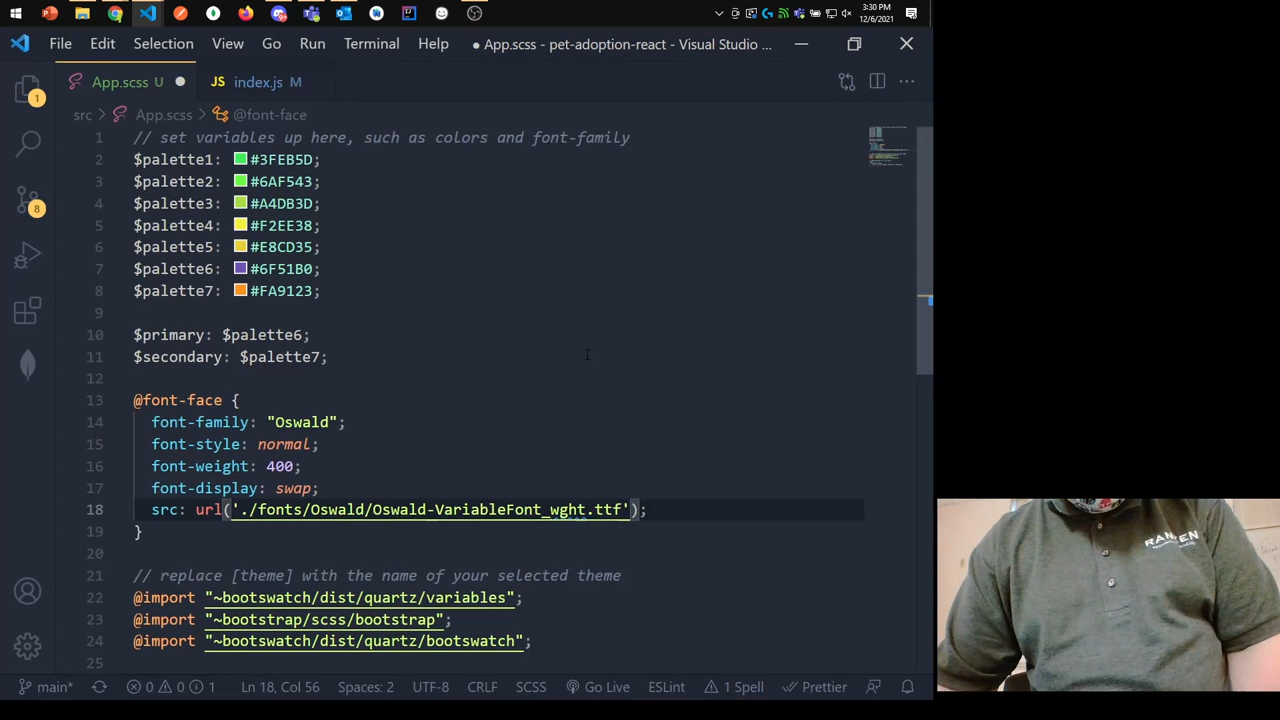 3:30 PM
12/6/2021
File Edit Selection View Go Run Terminal Help
● App.scss - pet-adoption-react - Visual Studio ...
App.scss U ●
JS index.js M
src > App.scss > @font-face
1 // set variables up here, such as colors and font-family
2 $palette1: #3FEB5D;
3 $palette2: #6AF543;
4 $palette3: #A4DB3D;
5 $palette4: #F2EE38;
6 $palette5: #E8CD35;
7 $palette6: #6F51B0;
8 $palette7: #FA9123;
9
10 $primary: $palette6;
11 $secondary: $palette7;
12
13 @font-face {
14 font-family: "Oswald";
15 font-style: normal;
16 font-weight: 400;
17 font-display: swap;
18 src: url('./fonts/Oswald/Oswald-VariableFont_wght.ttf');
19 }
20
21 // replace [theme] with the name of your selected theme
22 @import "~bootswatch/dist/quartz/variables";
23 @import "~bootstrap/scss/bootstrap";
24 @import "~bootswatch/dist/quartz/bootswatch";
25
1
8
main* 0 0 1 Ln 18, Col 56 Spaces: 2 UTF-8 CRLF SCSS Go Live ESLint 1 Spell Prettier